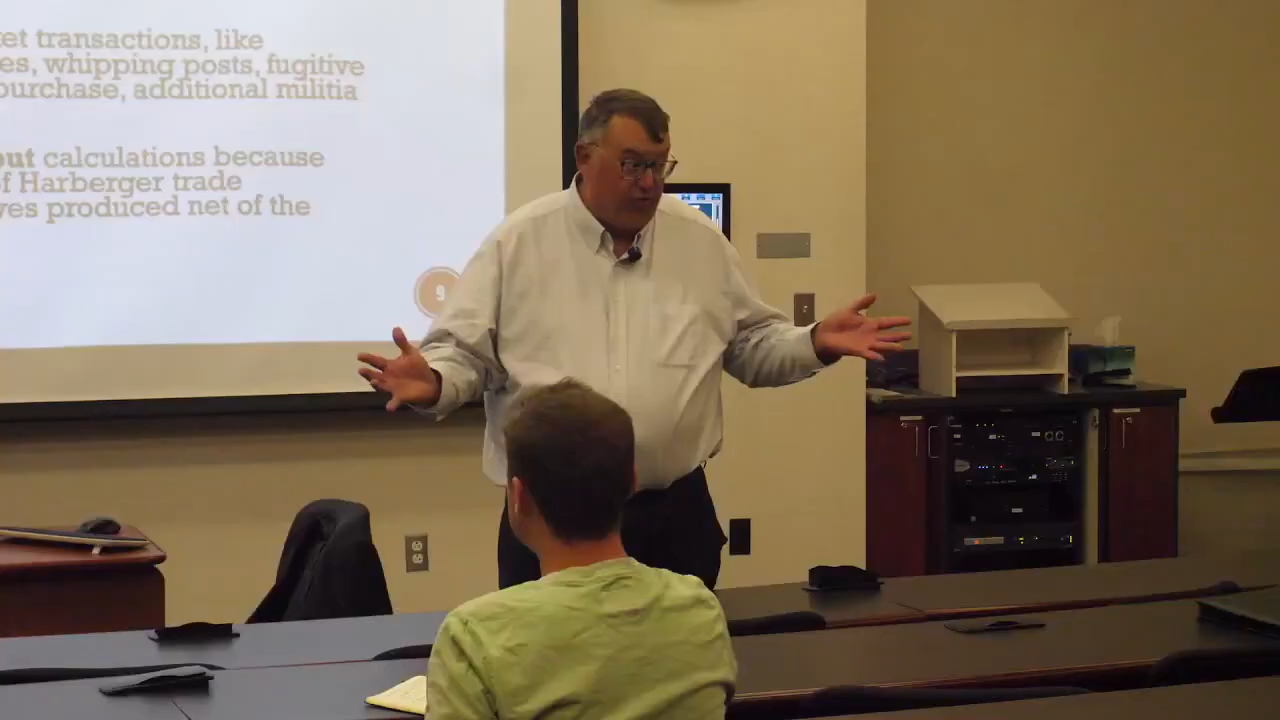 et transactions, like
es, whipping posts, fugitive
purchase, additional militia
out calculations because
of Harberger trade
ves produced net of the
9